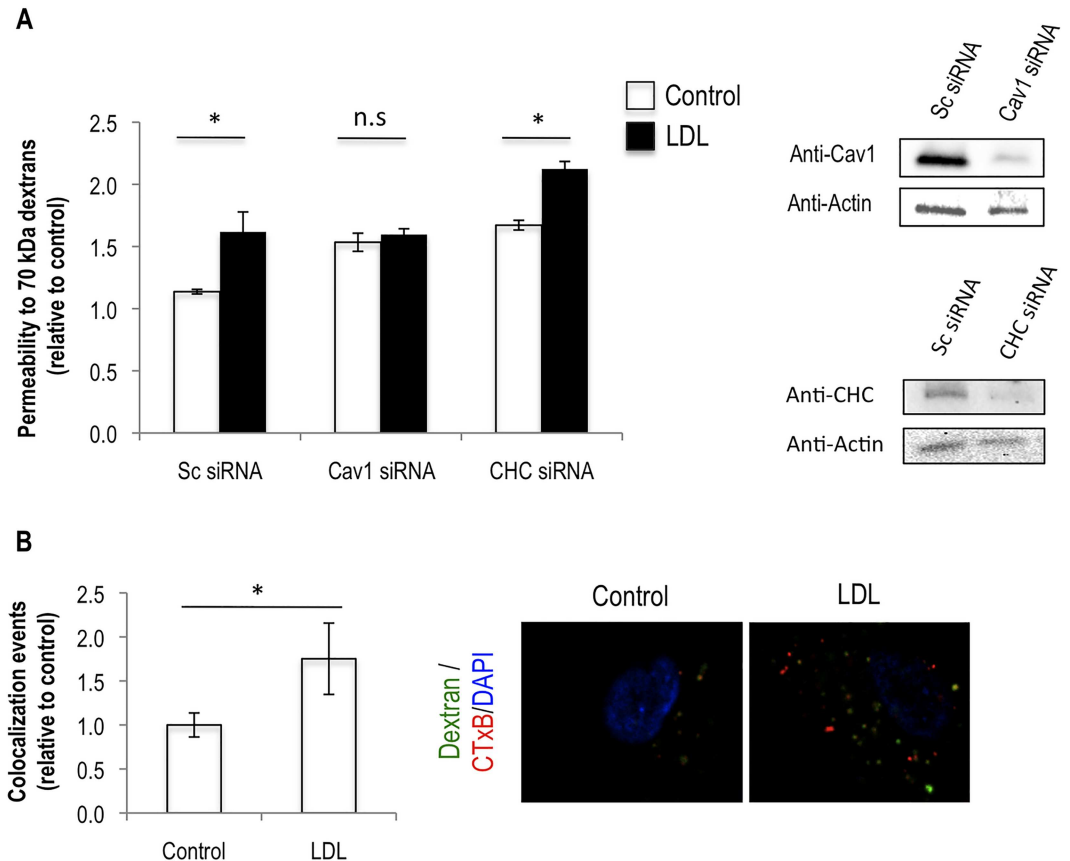 A
Permeability to 70 kDa dextrans
(relative to control)
2.5
2.0
1.5
1.0
0.5
0.0
*
n.s
*
Control
LDL
Sc siRNA
Cav1 siRNA
CHC siRNA
Sc siRNA
Cav1 siRNA
Anti-Cav1
Anti-Actin
Sc siRNA
CHC siRNA
Anti-CHC
Anti-Actin
B
Colocalization events
(relative to control)
2.5
2.0
1.5
1.0
0.5
0.0
*
Control
LDL
Dextran /
CTxB/DAPI
Control
LDL